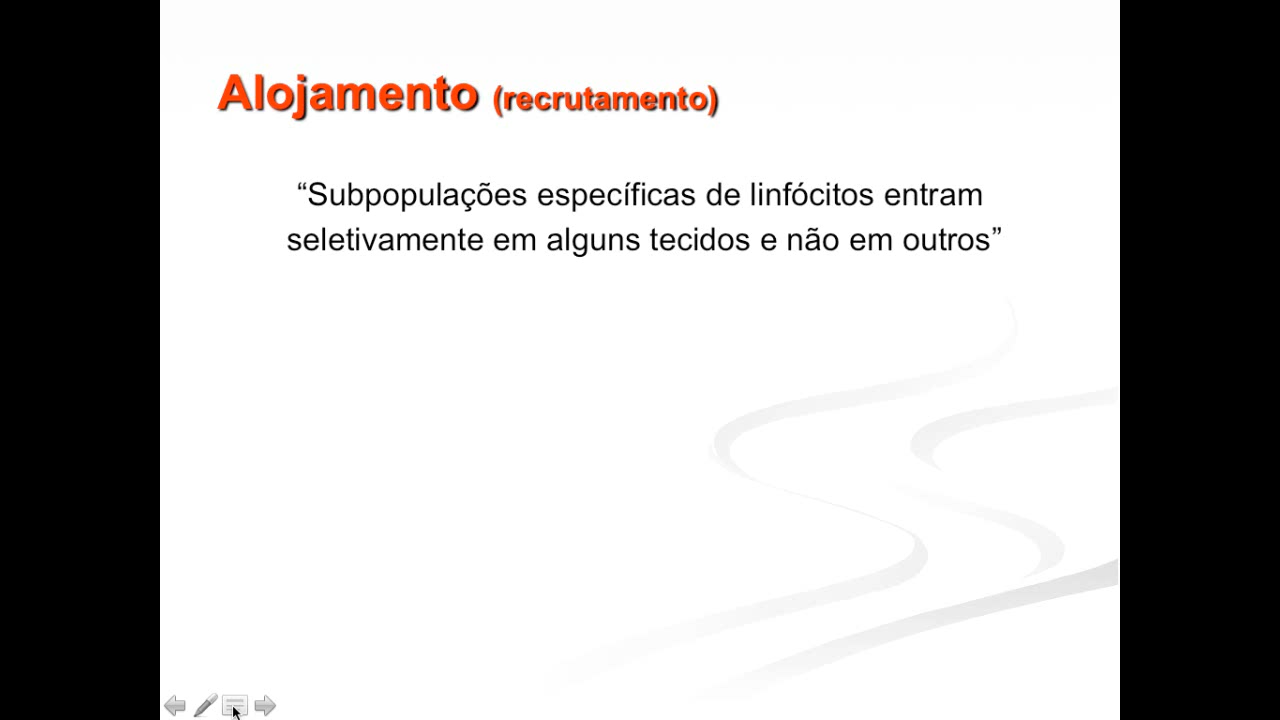 Alojamento (recrutamento)
“Subpopulações específicas de linfócitos entram
seletivamente em alguns tecidos e não em outros”